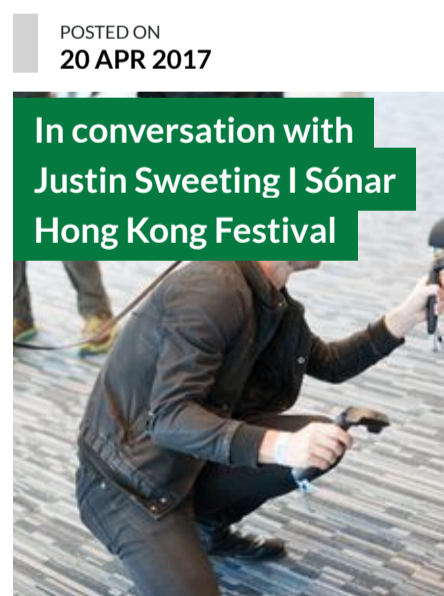 POSTED ON
20 APR 2017
In conversation with
Justin Sweeting I Sónar
Hong Kong Festival